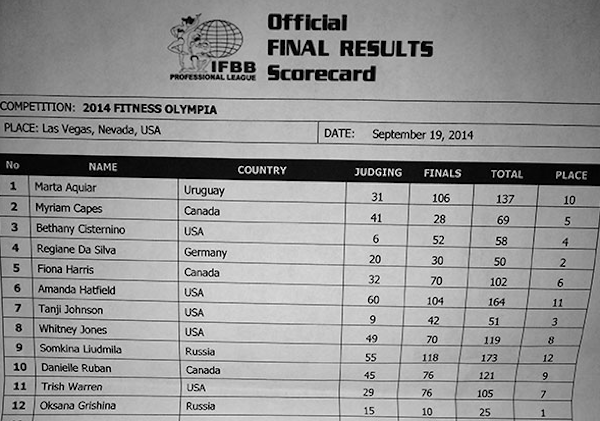 Official
FINAL RESULTS
Scorecard
IFBB
PROFESSIONAL LEAGUE
COMPETITION: 2014 FITNESS OLYMPIA
PLACE: Las Vegas, Nevada, USA DATE: September 19, 2014
No NAME COUNTRY JUDGING FINALS TOTAL PLACE
1 Marta Aquiar Uruguay 31 106 137 10
2 Myriam Capes Canada 41 28 69 5
3 Bethany Cisternino USA 6 52 58 4
4 Regiane Da Silva Germany 20 30 50 2
5 Fiona Harris Canada 32 70 102 6
6 Amanda Hatfield USA 60 104 164 11
7 Tanji Johnson USA 9 42 51 3
8 Whitney Jones USA 49 70 119 8
9 Somkina Liudmila Russia 55 118 173 12
10 Danielle Ruban Canada 45 76 121 9
11 Trish Warren USA 29 76 105 7
12 Oksana Grishina Russia 15 10 25 1